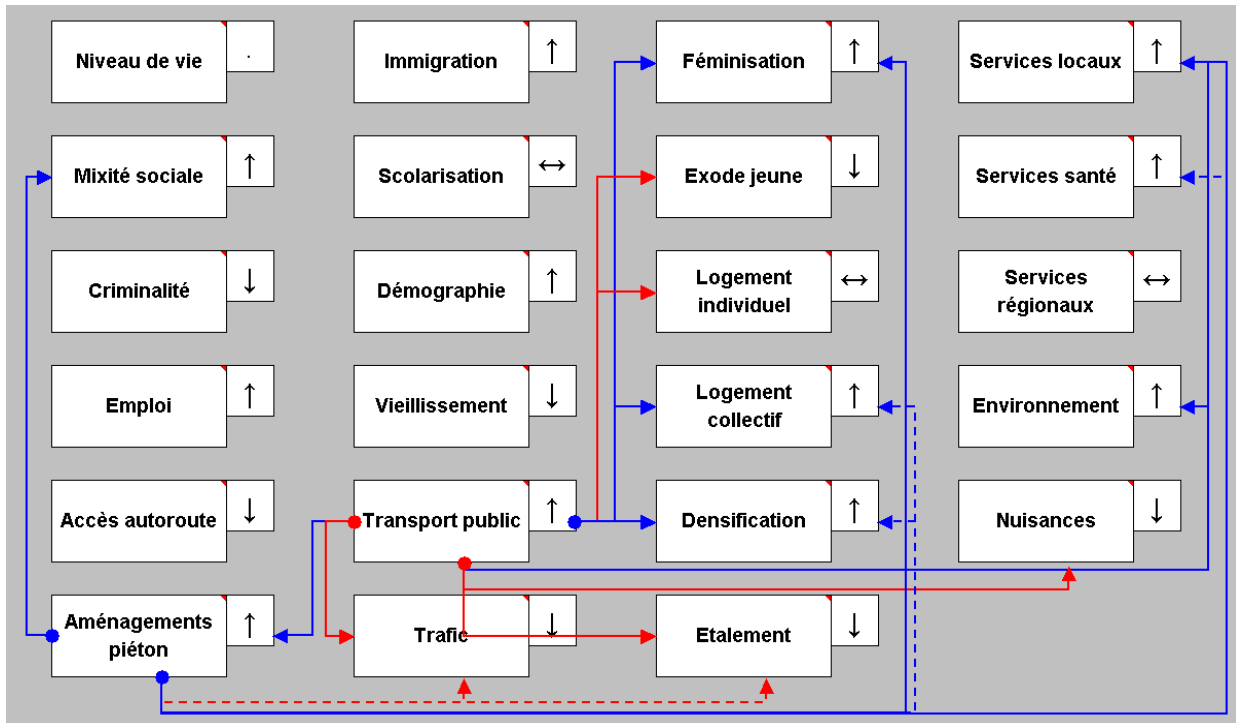 Niveau de vie
.
Immigration
↑
Féminisation
↑
Services locaux
↑
Mixité sociale
↑
Scolarisation
↔
Exode jeune
↓
Services santé
↑
Criminalité
↓
Démographie
↑
Logement
individuel
↔
Services
régionaux
↔
Emploi
↑
Vieillissement
↓
Logement
collectif
↑
Environnement
↑
Accès autoroute
↓
Transport public
↑
Densification
↑
Nuisances
↓
Aménagements
piéton
↑
Trafic
↓
Etalement
↓